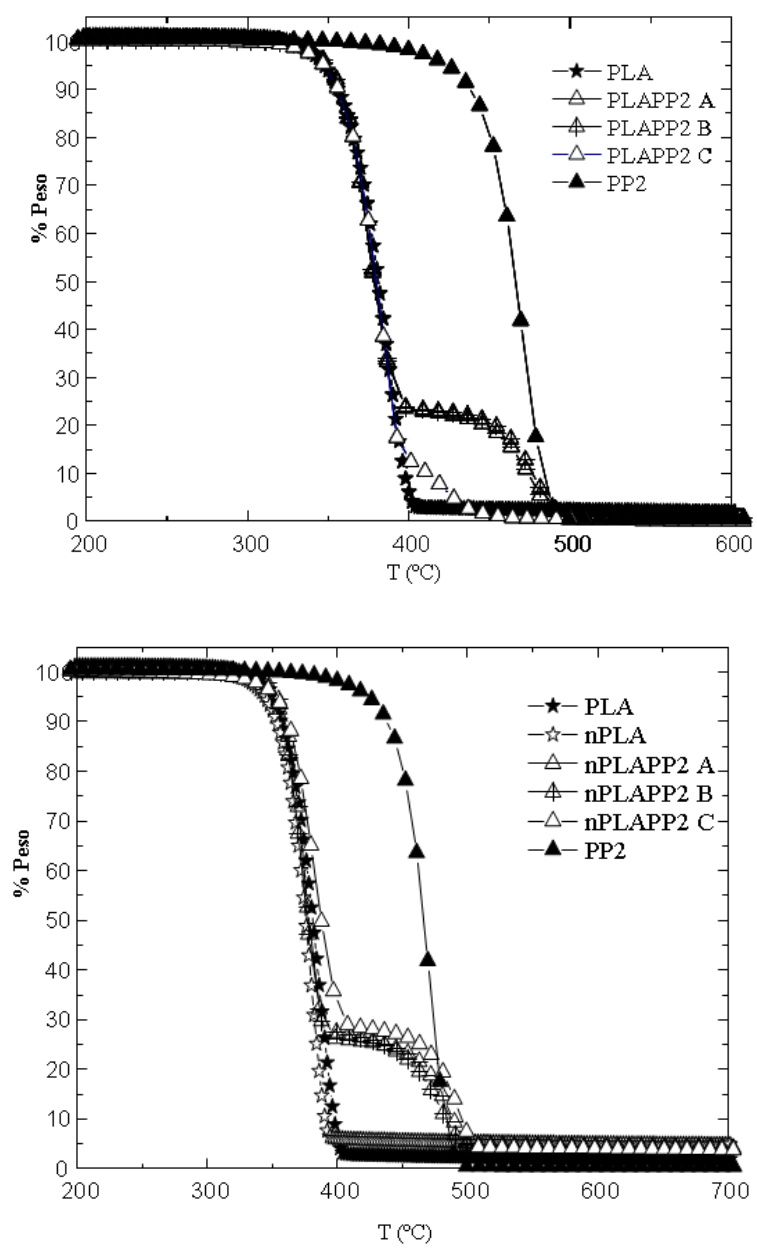 100
90
80
70
60
50
40
30
20
10
0
% Peso
PLA
PLAPP2 A
PLAPP2 B
PLAPP2 C
PP2
200 300 400 500 600
T (ºC)
100
90
80
70
60
50
40
30
20
10
0
% Peso
PLA
nPLA
nPLAPP2 A
nPLAPP2 B
nPLAPP2 C
PP2
200 300 400 500 600 700
T (ºC)